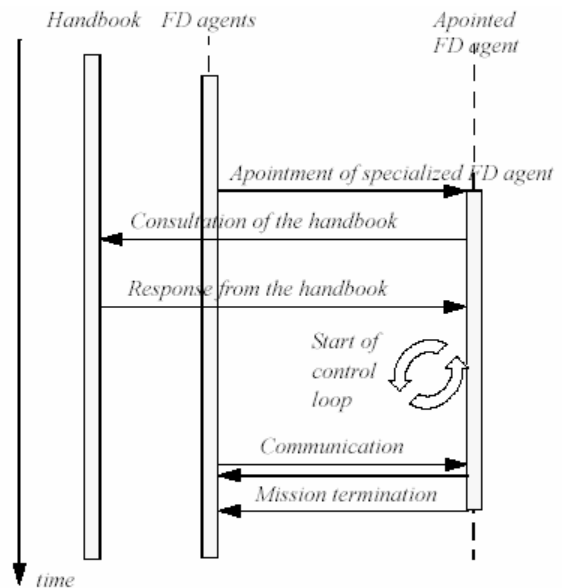 Handbook
FD agents
Apointed
FD agent
Apointment of specialized FD agent
Consultation of the handbook
Response from the handbook
Start of
control
loop
Communication
Mission termination
time